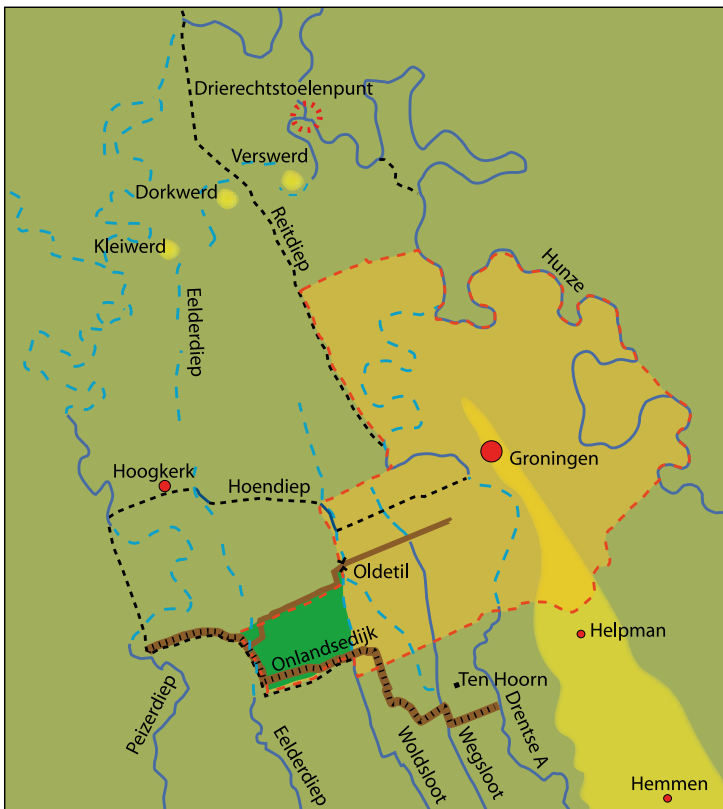 Drierechtstoelenpunt
Verswerd
Dorkwerd
Kleiwerd
Reitdiep
Eelderdiep
Hunze
Groningen
Hoogkerk
Hoendiep
Oldetil
Helpman
Onlandsedijk
Ten Hoorn
Peizerdiep
Eelderdiep
Woldsloot
Wegsloot
Drentse A
Hemmen